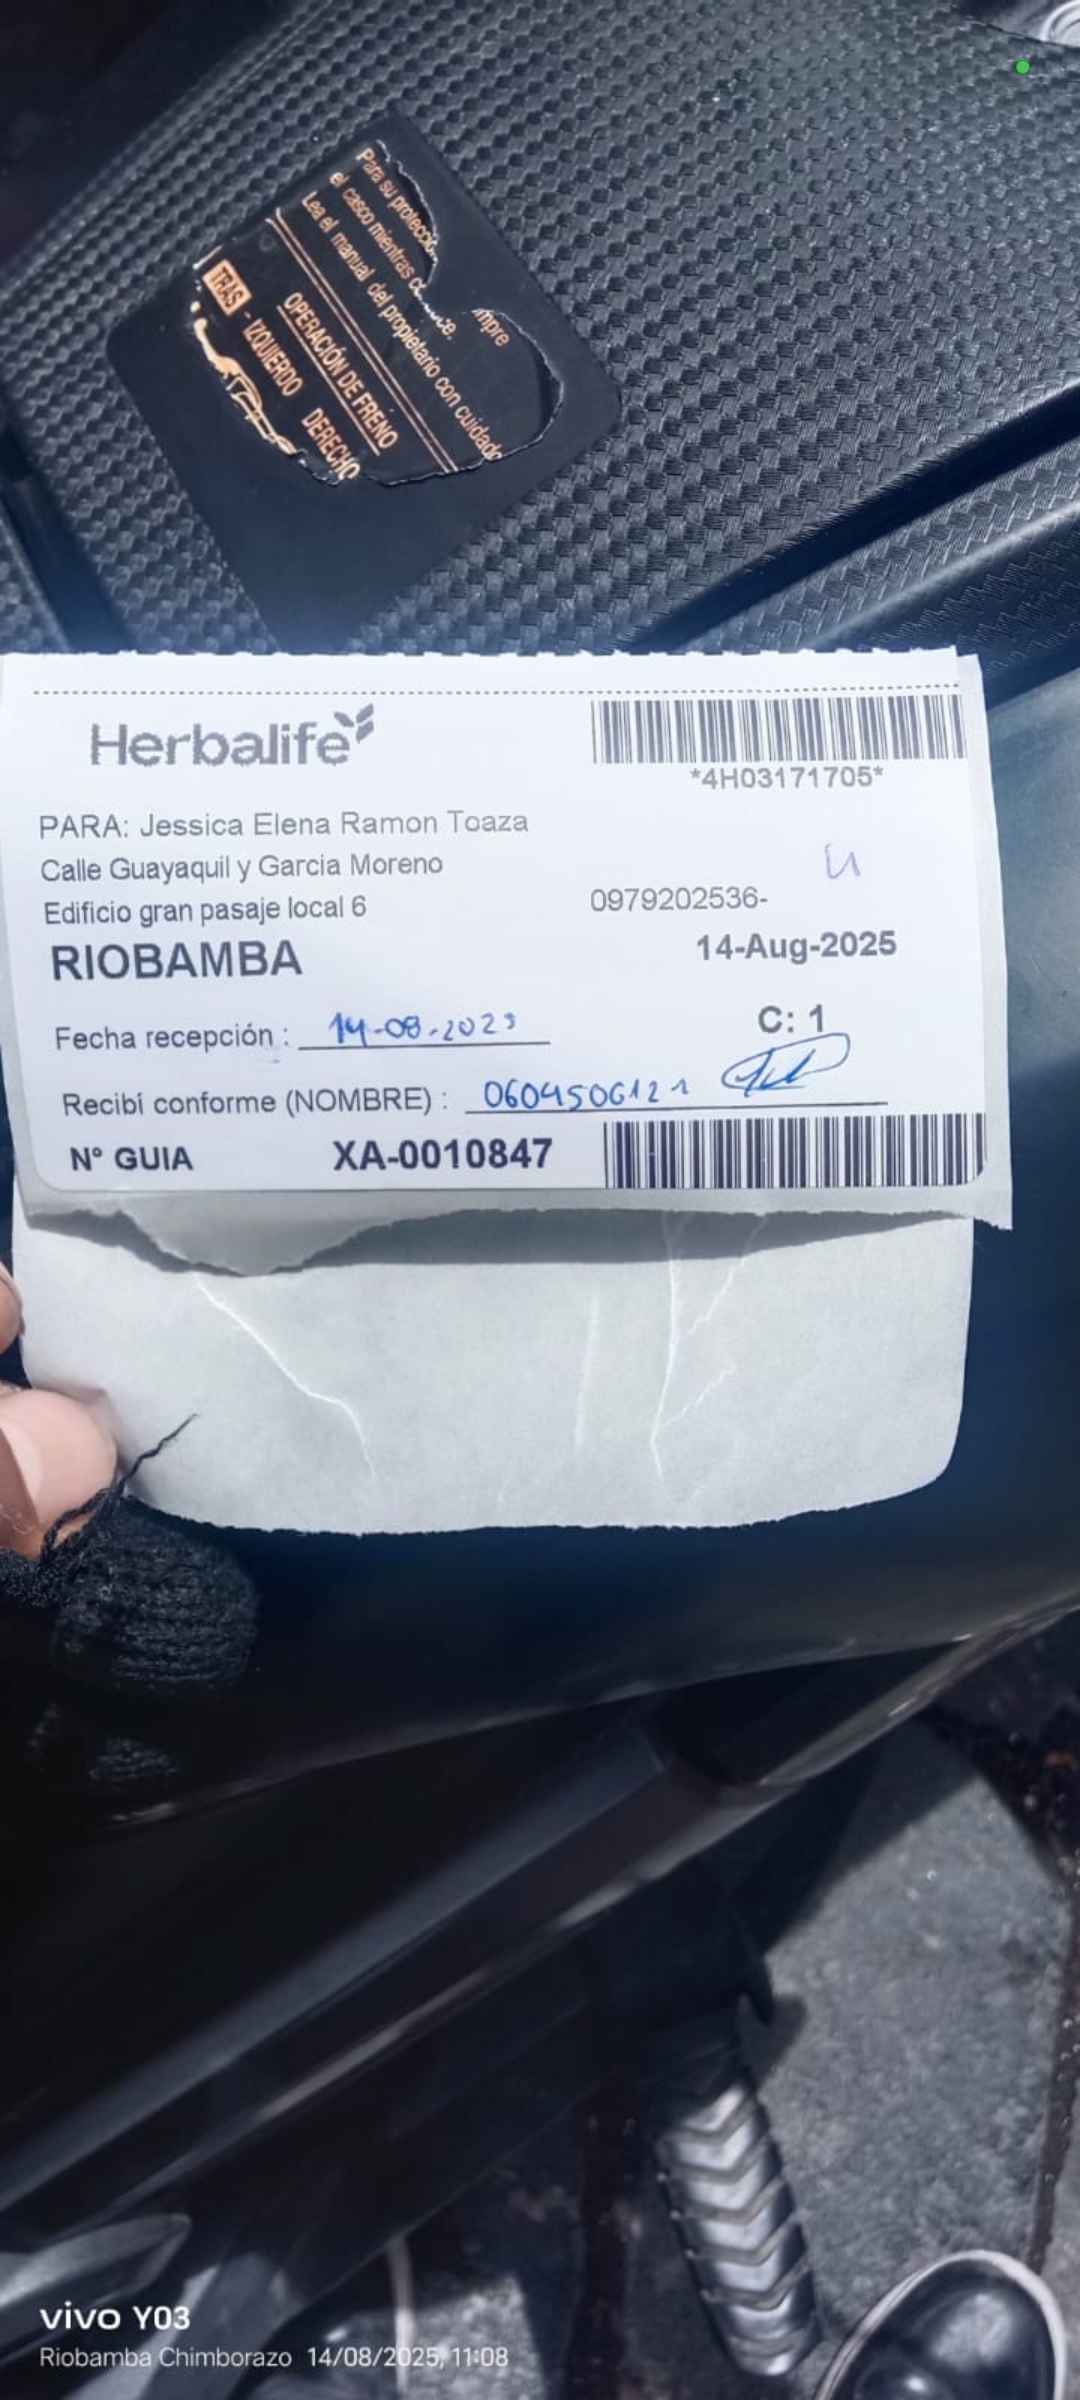 Para su protección
mpre
el casco mientras
Lea el manual del propietario con cuidado
OPERACIÓN DE FRENO
TRAS - IZQUIERDO DERECHO
Herbalife
*4H03171705*
PARA: Jessica Elena Ramon Toaza
Calle Guayaquil y Garcia Moreno
Edificio gran pasaje local 6
0979202536-
RIOBAMBA
14-Aug-2025
C: 1
Fecha recepción : 14-08-2025
Recibí conforme (NOMBRE) : 0604506121
N° GUIA XA-0010847
vivo Y03
Riobamba Chimborazo 14/08/2025, 11:08